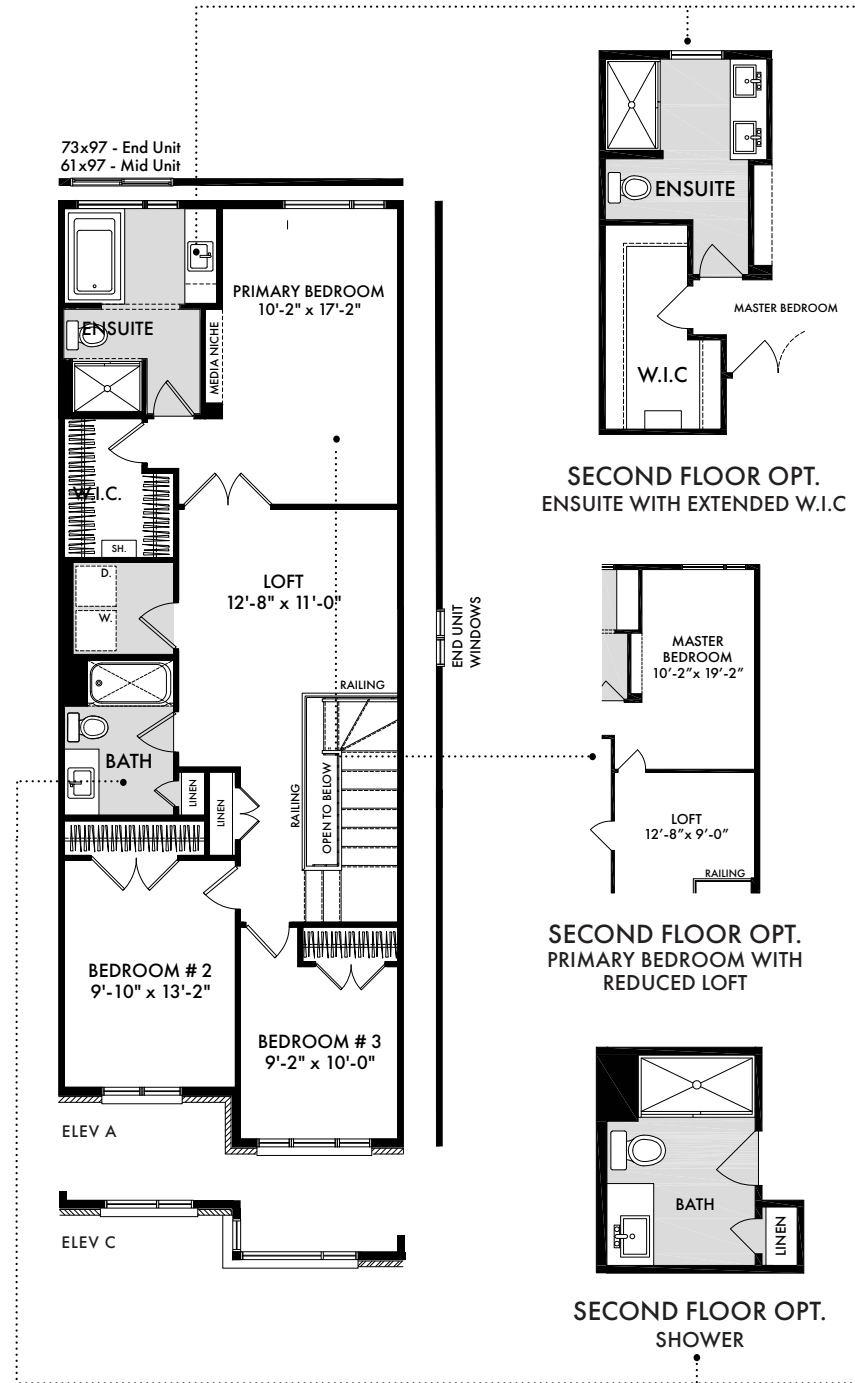 73x97 - End Unit
61x97 - Mid Unit
PRIMARY BEDROOM
10'-2" x 17'-2"
ENSUITE
MEDIA NICHE
W.I.C.
SH.
D.
W.
LOFT
12'-8" x 11'-0"
RAILING
END UNIT
WINDOWS
BATH
LINEN
LINEN
RAILING
OPEN TO BELOW
BEDROOM # 2
9'-10" x 13'-2"
BEDROOM # 3
9'-2" x 10'-0"
ELEV A
ELEV C
ENSUITE
MASTER BEDROOM
W.I.C
SECOND FLOOR OPT.
ENSUITE WITH EXTENDED W.I.C
MASTER
BEDROOM
10'-2"x 19'-2"
LOFT
12'-8"x 9'-0"
RAILING
SECOND FLOOR OPT.
PRIMARY BEDROOM WITH
REDUCED LOFT
BATH
LINEN
SECOND FLOOR OPT.
SHOWER